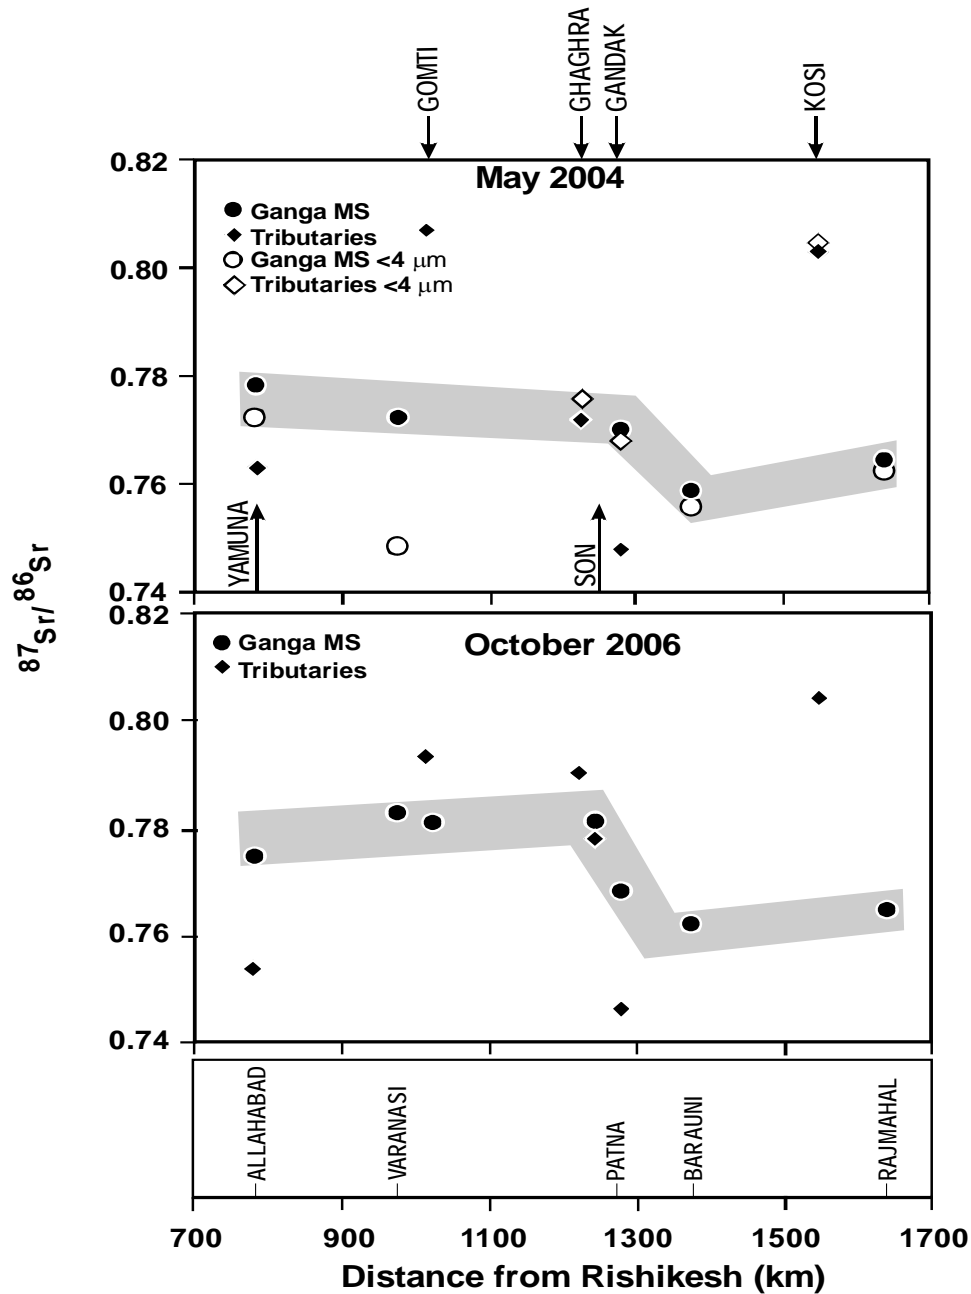 GOMTI
GHAGHRA
GANDAK
KOSI
0.82
May 2004
Ganga MS
Tributaries
Ganga MS <4 μm
Tributaries <4 μm
0.80
0.78
0.76
0.74
YAMUNA
SON
87Sr/86Sr
0.82
October 2006
Ganga MS
Tributaries
0.80
0.78
0.76
0.74
ALLAHABAD
VARANASI
PATNA
BARAUNI
RAJMAHAL
700 900 1100 1300 1500 1700
Distance from Rishikesh (km)